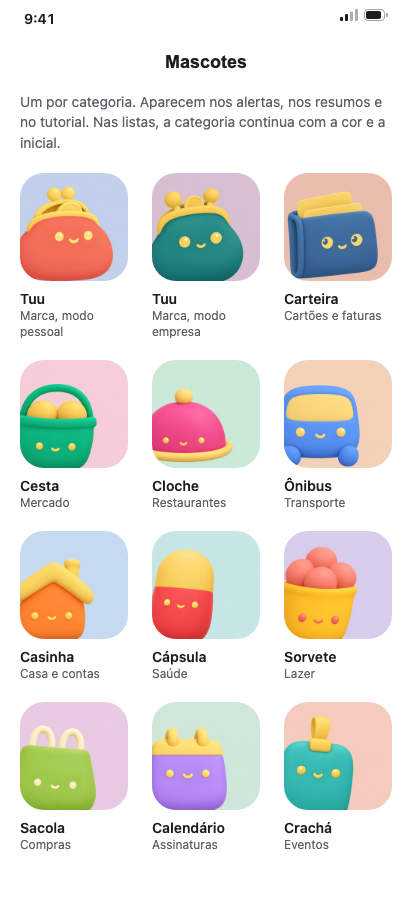 9:41
Mascotes
Um por categoria. Aparecem nos alertas, nos resumos e
no tutorial. Nas listas, a categoria continua com a cor e a
inicial.
Tuu
Marca, modo
pessoal
Tuu
Marca, modo
empresa
Carteira
Cartões e faturas
Cesta
Mercado
Cloche
Restaurantes
Ônibus
Transporte
Casinha
Casa e contas
Cápsula
Saúde
Sorvete
Lazer
Sacola
Compras
Calendário
Assinaturas
Crachá
Eventos